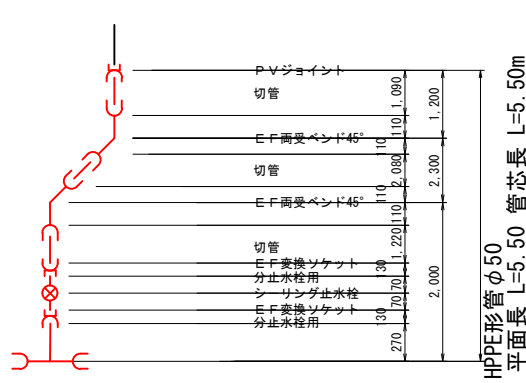 PVジョイント
切管
EF両受ベンド45°
切管
EF両受ベンド45°
切管
EF変換ソケット
分止水栓用
シーリング止水栓
EF変換ソケット
分止水栓用
1,090
110
110
2,080
110
110
1,220
130
70
70
130
270
1,200
2,300
2,000
HPPE形管φ50
平面長 L=5.50 管芯長 L=5.50m